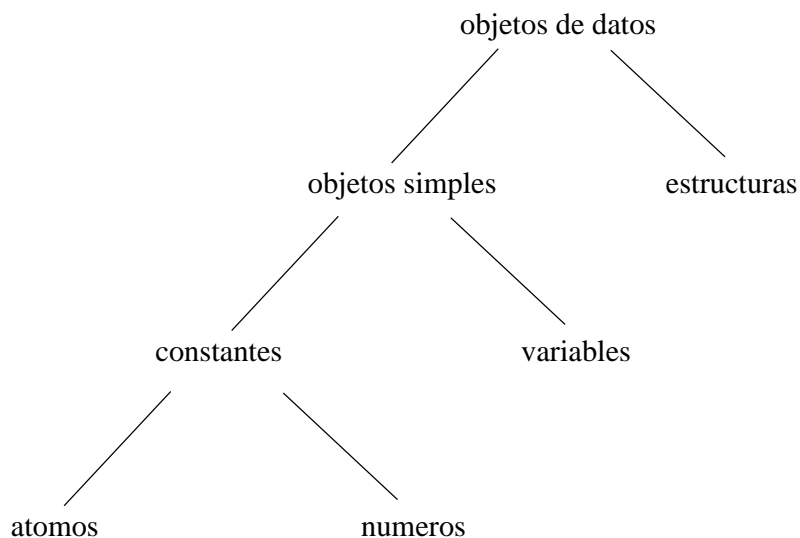 objetos de datos
objetos simples
estructuras
constantes
variables
atomos
numeros